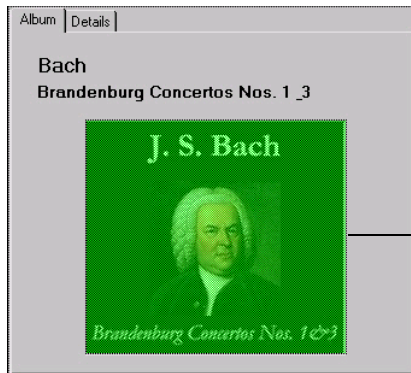 Album Details
Bach
Brandenburg Concertos Nos. 1 _3
J. S. Bach
Brandenburg Concertos Nos. 1&3